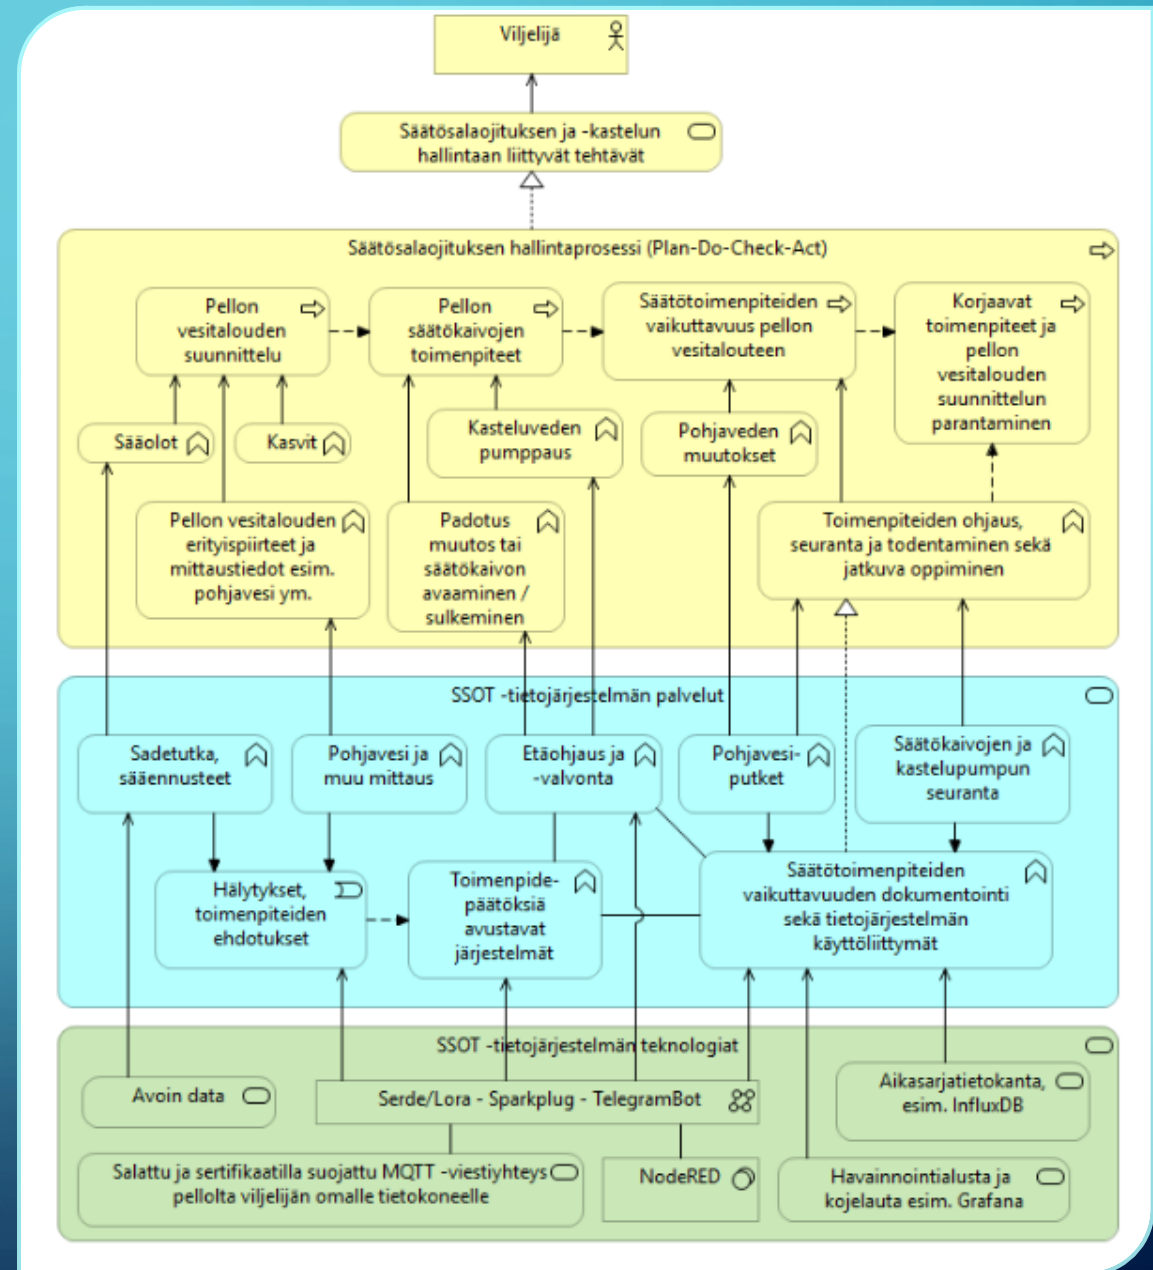 Viljelijä
Säätösalaojituksen ja -kastelun
hallintaan liittyvät tehtävät
Säätösalaojituksen hallintaprosessi (Plan-Do-Check-Act)
Pellon
vesitalouden
suunnittelu
Pellon
säätökaivojen
toimenpiteet
Säätötoimenpiteiden
vaikuttavuus pellon
vesitalouteen
Korjaavat
toimenpiteet ja
pellon
vesitalouden
suunnittelun
parantaminen
Sääolot
Kasvit
Kasteluveden
pumppaus
Pohjaveden
muutokset
Pellon vesitalouden
erityispiirteet ja
mittaustiedot esim.
pohjavesi ym.
Padotus
muutos tai
säätökaivon
avaaminen /
sulkeminen
Toimenpiteiden ohjaus,
seuranta ja todentaminen sekä
jatkuva oppiminen
SSOT -tietojärjestelmän palvelut
Sadetutka,
sääennusteet
Pohjavesi ja
muu mittaus
Etäohjaus ja
-valvonta
Pohjavesi-
putket
Säätökaivojen ja
kastelupumpun
seuranta
Hälytykset,
toimenpiteiden
ehdotukset
Toimenpide-
päätöksiä
avustavat
järjestelmät
Säätötoimenpiteiden
vaikuttavuuden dokumentointi
sekä tietojärjestelmän
käyttöliittymät
SSOT -tietojärjestelmän teknologiat
Avoin data
Serde/Lora - Sparkplug - TelegramBot
Aikasarjatietokanta,
esim. InfluxDB
Salattu ja sertifikaatilla suojattu MQTT -viestiyhteys
pellolta viljelijän omalle tietokoneelle
NodeRED
Havainnointialusta ja
kojelauta esim. Grafana